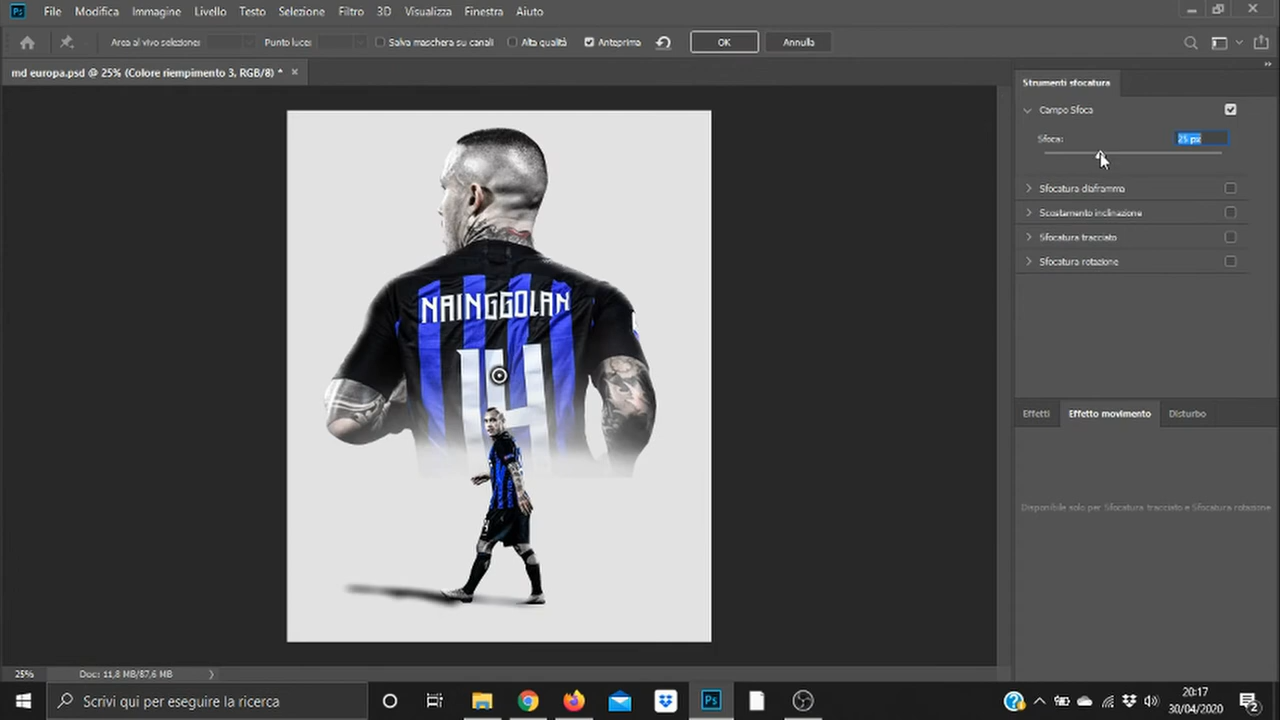 Ps File Modifica Immagine Livello Testo Selezione Filtro 3D Visualizza Finestra Aiuto
Area al vivo selezione: Punto luce: Salva maschera su canali Alta qualità Anteprima OK Annulla
md europa.psd @ 25% (Colore riempimento 3, RGB/8) * ×
Strumenti sfocatura
Campo Sfoca
Sfoca: 25 px
Sfocatura diaframma
Scostamento inclinazione
Sfocatura tracciato
Sfocatura rotazione
NAINGGOLAN
14
Effetti Effetto movimento Disturbo
Disponibile solo per Sfocatura tracciato e Sfocatura rotazione
25% Doc: 11,8 MB/87,6 MB
Scrivi qui per eseguire la ricerca
Ps
20:17
30/04/2020
2